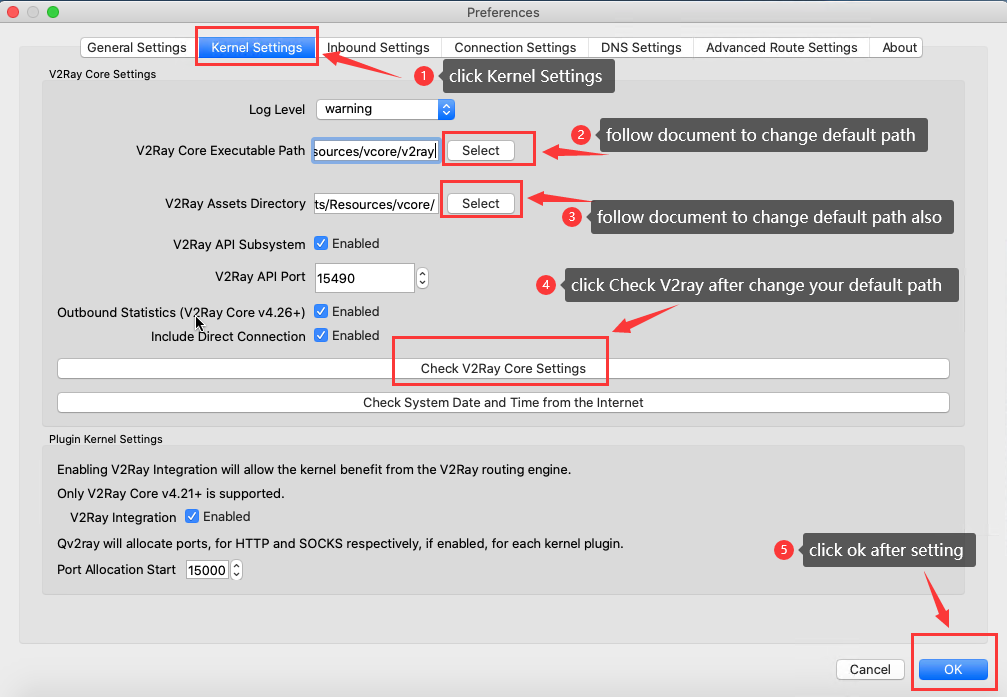 Preferences
General Settings Kernel Settings Inbound Settings Connection Settings DNS Settings Advanced Route Settings About
V2Ray Core Settings
1 click Kernel Settings
Log Level warning
2 follow document to change default path
V2Ray Core Executable Path sources/vcore/v2ray Select
V2Ray Assets Directory ts/Resources/vcore/ Select
3 follow document to change default path also
V2Ray API Subsystem Enabled
V2Ray API Port 15490
4 click Check V2ray after change your default path
Outbound Statistics (V2Ray Core v4.26+) Enabled
Include Direct Connection Enabled
Check V2Ray Core Settings
Check System Date and Time from the Internet
Plugin Kernel Settings
Enabling V2Ray Integration will allow the kernel benefit from the V2Ray routing engine.
Only V2Ray Core v4.21+ is supported.
V2Ray Integration Enabled
Qv2ray will allocate ports, for HTTP and SOCKS respectively, if enabled, for each kernel plugin.
5 click ok after setting
Port Allocation Start 15000
Cancel OK